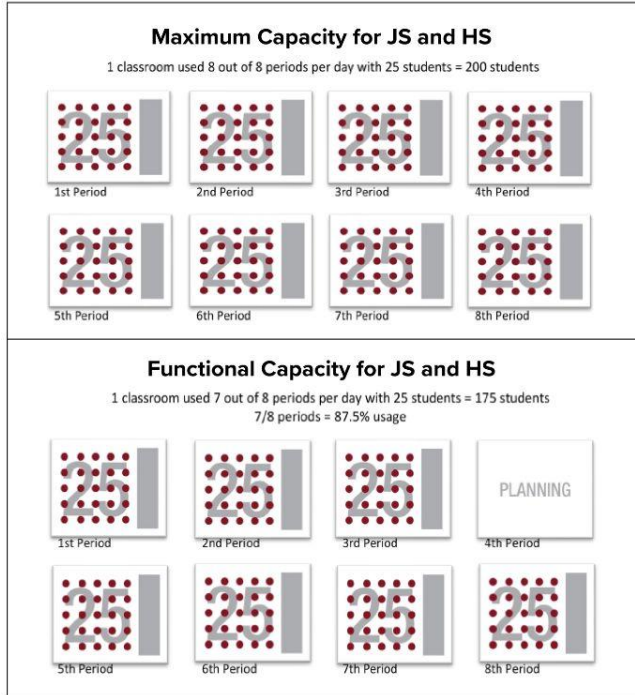 Maximum Capacity for JS and HS
1 classroom used 8 out of 8 periods per day with 25 students = 200 students
25 25 25 25
1st Period 2nd Period 3rd Period 4th Period
25 25 25 25
5th Period 6th Period 7th Period 8th Period
Functional Capacity for JS and HS
1 classroom used 7 out of 8 periods per day with 25 students = 175 students
7/8 periods = 87.5% usage
25 25 25 PLANNING
1st Period 2nd Period 3rd Period 4th Period
25 25 25 25
5th Period 6th Period 7th Period 8th Period